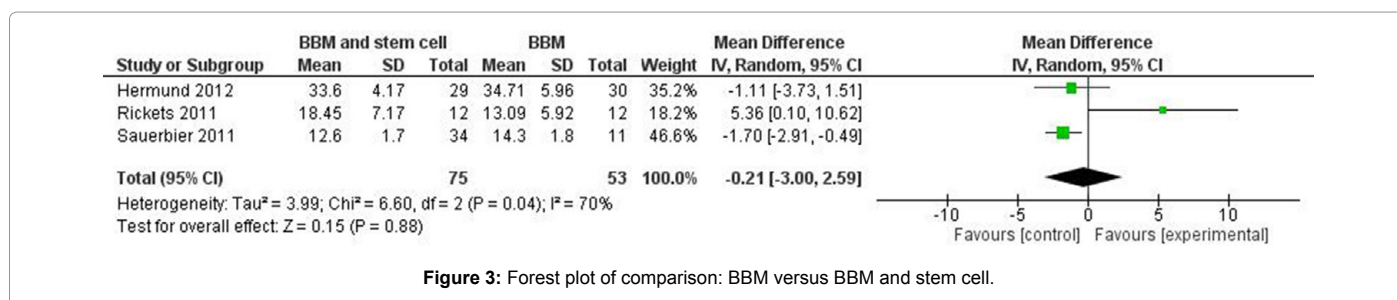 BBM and stem cell BBM Mean Difference Mean Difference
Study or Subgroup Mean SD Total Mean SD Total Weight IV, Random, 95% CI IV, Random, 95% CI
Hermund 2012 33.6 4.17 29 34.71 5.96 30 35.2% -1.11 [-3.73, 1.51]
Rickets 2011 18.45 7.17 12 13.09 5.92 12 18.2% 5.36 [0.10, 10.62]
Sauerbier 2011 12.6 1.7 34 14.3 1.8 11 46.6% -1.70 [-2.91, -0.49]
Total (95% CI) 75 53 100.0% -0.21 [-3.00, 2.59]
Heterogeneity: Tau² = 3.99; Chi² = 6.60, df = 2 (P = 0.04); I² = 70%
Test for overall effect: Z = 0.15 (P = 0.88)
-10 -5 0 5 10
Favours [control] Favours [experimental]
Figure 3: Forest plot of comparison: BBM versus BBM and stem cell.